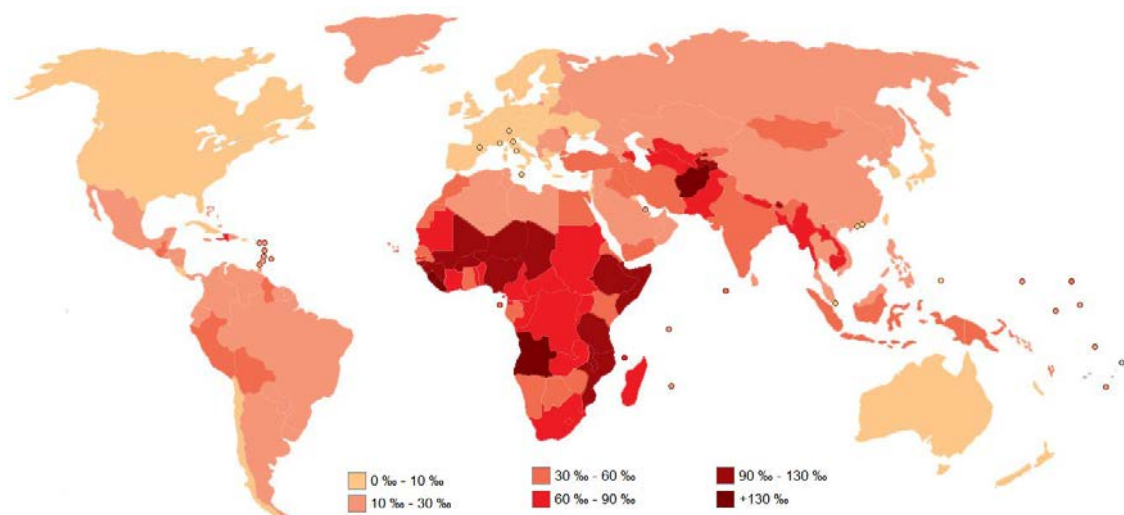 0 ‰ - 10 ‰
10 ‰ - 30 ‰
30 ‰ - 60 ‰
60 ‰ - 90 ‰
90 ‰ - 130 ‰
+130 ‰